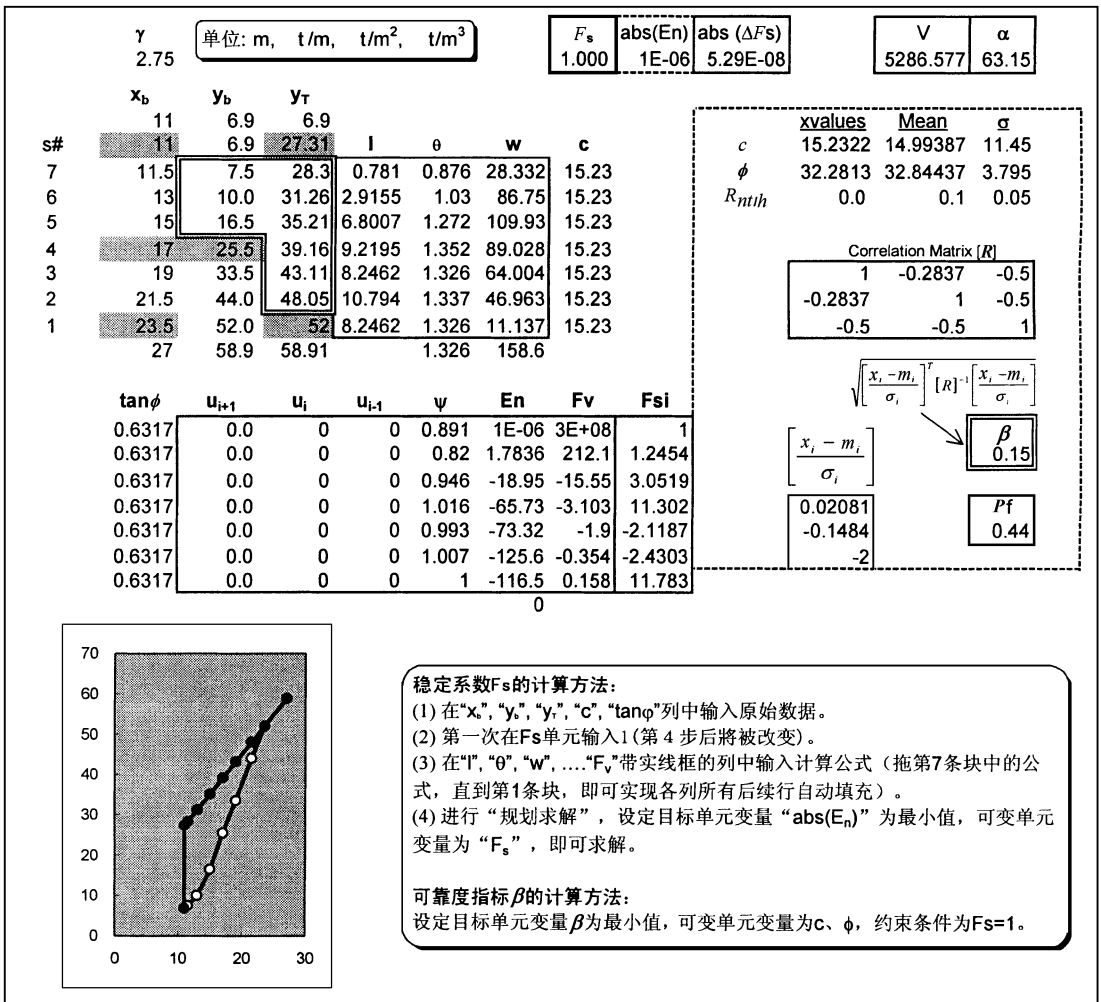 γ 单位: m, t/m, t/m², t/m³ Fs abs(En) abs (ΔFs) V α
2.75 1.000 1E-06 5.29E-08 5286.577 63.15
x_b y_b y_T
11 6.9 6.9
s# 11 6.9 27.31 l θ w c
7 11.5 7.5 28.3 0.781 0.876 28.332 15.23
6 13 10.0 31.26 2.9155 1.03 86.75 15.23
5 15 16.5 35.21 6.8007 1.272 109.93 15.23
4 17 25.5 39.16 9.2195 1.352 89.028 15.23
3 19 33.5 43.11 8.2462 1.326 64.004 15.23
2 21.5 44.0 48.05 10.794 1.337 46.963 15.23
1 23.5 52.0 52 8.2462 1.326 11.137 15.23
27 58.9 58.91 1.326 158.6
xvalues Mean σ
c 15.2322 14.99387 11.45
ϕ 32.2813 32.84437 3.795
0.0 0.1 0.05
Correlation Matrix [R]
1 -0.2837 -0.5
-0.2837 1 -0.5
-0.5 -0.5 1
√[(x_i - m_i)/σ_i]^T [R]^-1 [(x_i - m_i)/σ_i]
β
0.15
[(x_i - m_i)/σ_i]
0.02081
-0.1484
-2
Pf
0.44
tanϕ u_i+1 u_i u_i-1 ψ En Fv Fsi
0.6317 0.0 0 0 0.891 1E-06 3E+08 1
0.6317 0.0 0 0 0.82 1.7836 212.1 1.2454
0.6317 0.0 0 0 0.946 -18.95 -15.55 3.0519
0.6317 0.0 0 0 1.016 -65.73 -3.103 11.302
0.6317 0.0 0 0 0.993 -73.32 -1.9 -2.1187
0.6317 0.0 0 0 1.007 -125.6 -0.354 -2.4303
0.6317 0.0 0 0 1 -116.5 0.158 11.783
0
70
60
50
40
30
20
10
0
0 10 20 30
稳定系数Fs的计算方法：
(1) 在“x_b”, “y_b”, “y_T”, “c”, “tanφ”列中输入原始数据。
(2) 第一次在Fs单元输入1(第 4 步后將被改变)。
(3) 在“l”, “θ”, “w”, ....“F_v”带实线框的列中输入计算公式（拖第7条块中的公
式，直到第1条块，即可实现各列所有后续行自动填充）。
(4) 进行“规划求解”，设定目标单元变量“abs(E_n)”为最小值，可变单元
变量为“F_s”，即可求解。
可靠度指标β的计算方法：
设定目标单元变量β为最小值，可变单元变量为c、ϕ，约束条件为Fs=1。